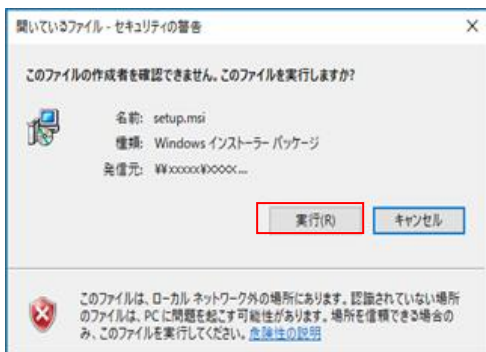 開いているファイル - セキュリティの警告
このファイルの作成者を確認できません。このファイルを実行しますか?
名前: setup.msi
種類: Windows インストーラー パッケージ
発信元: ¥¥xxxxx¥xxxx...
実行(R) キャンセル
このファイルは、ローカル ネットワーク外の場所にあります。認識されていない場所
のファイルは、PC に問題を起こす可能性があります。場所を信頼できる場合の
み、このファイルを実行してください。危険性の説明